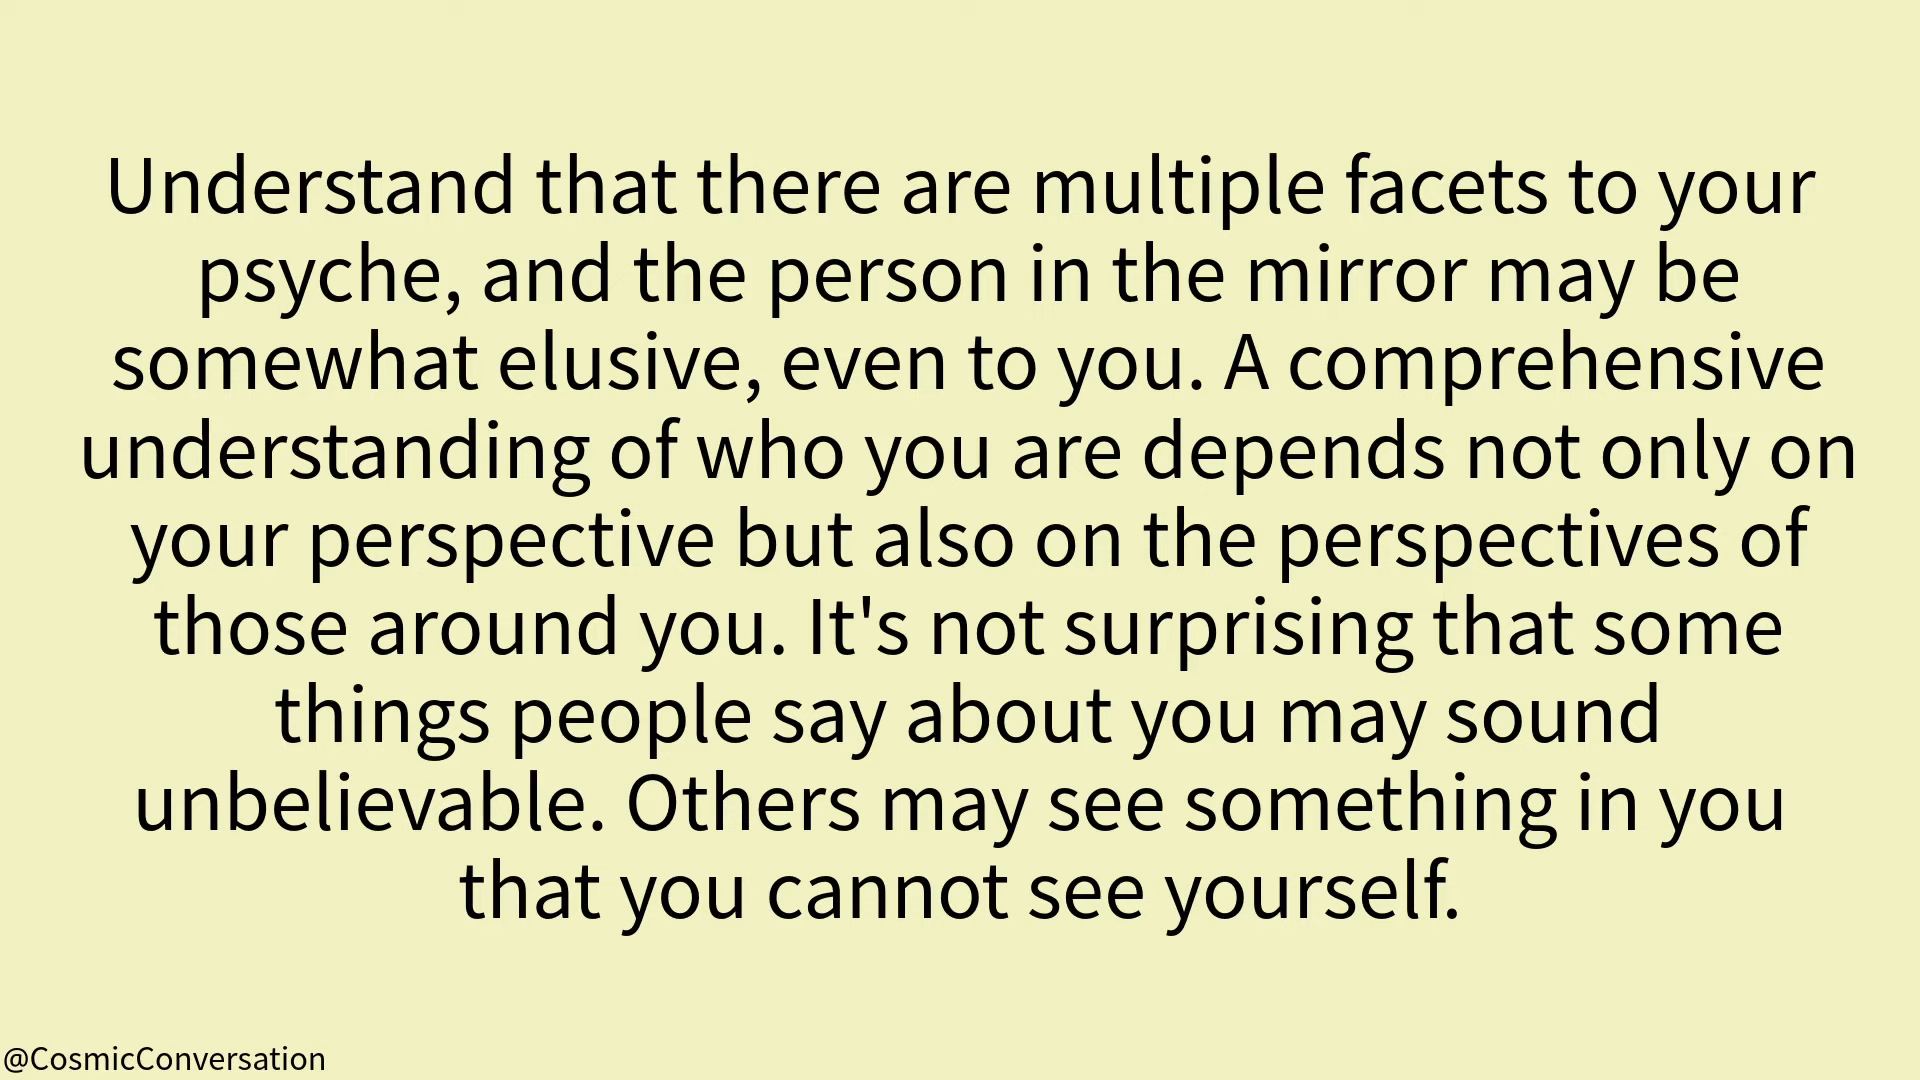 Understand that there are multiple facets to your
psyche, and the person in the mirror may be
somewhat elusive, even to you. A comprehensive
understanding of who you are depends not only on
your perspective but also on the perspectives of
those around you. It's not surprising that some
things people say about you may sound
unbelievable. Others may see something in you
that you cannot see yourself.
@CosmicConversation